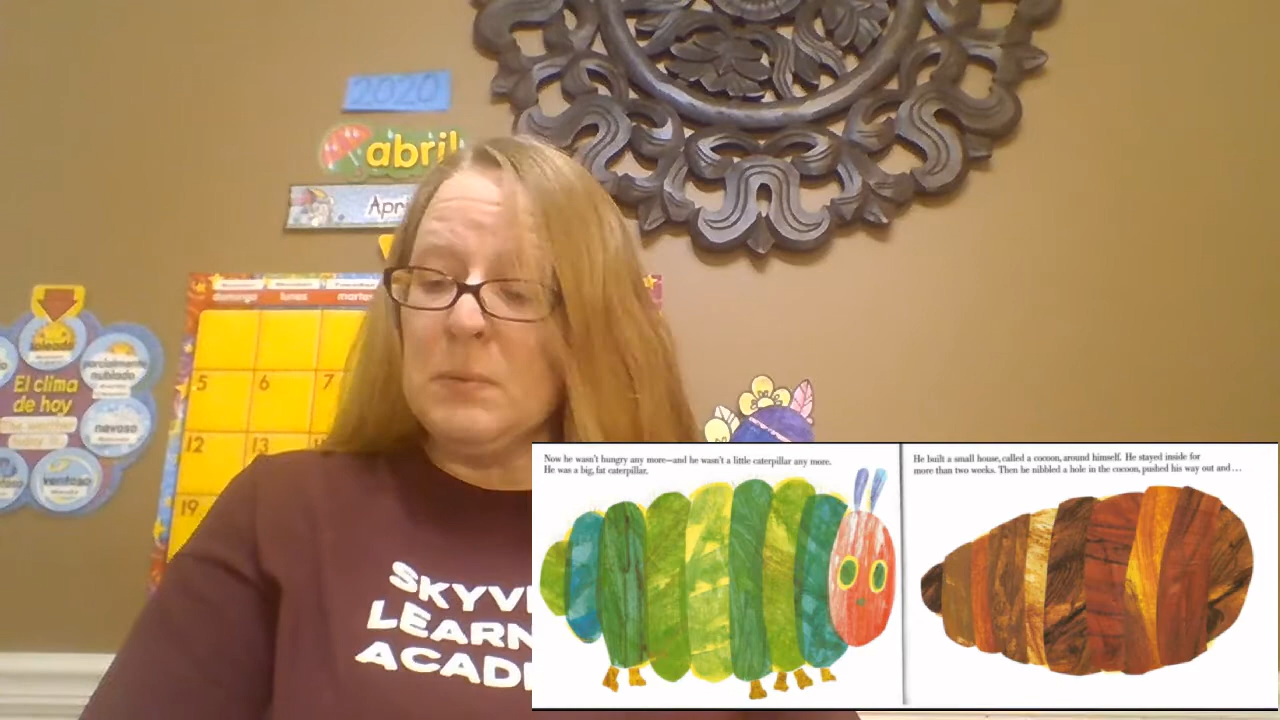 2020
abril
Apri
domingo lunes martes
5 6 7
12 13
19
soleado
parcialmente
nublado
El clima
de hoy
nevoso
ventoso
SKYV
LEARN
ACAD
Now he wasn't hungry any more—and he wasn't a little caterpillar any more.
He was a big, fat caterpillar.
He built a small house, called a cocoon, around himself. He stayed inside for
more than two weeks. Then he nibbled a hole in the cocoon, pushed his way out and...